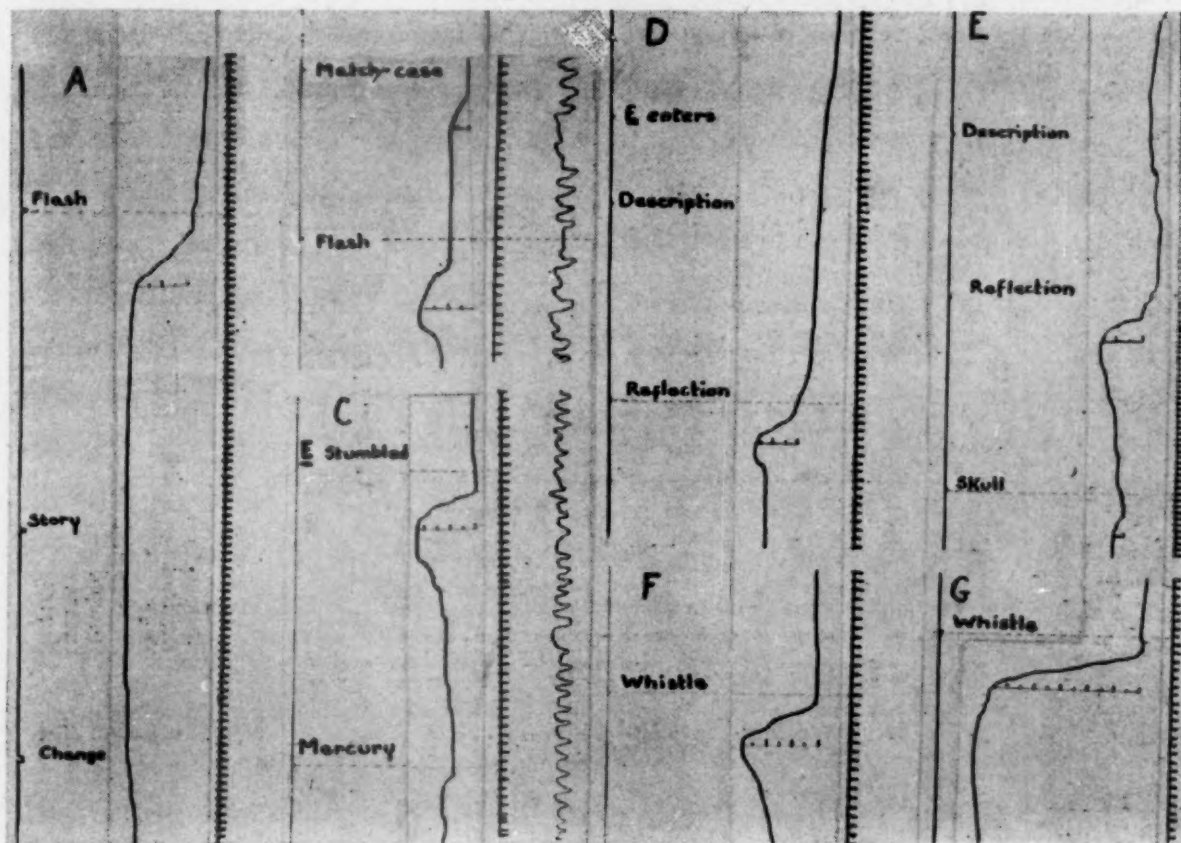 A
Flash
Story
Change
Match-case
Flash
C
E Stumbled
Mercury
D
E enters
Description
Reflection
E
Description
Reflection
Skull
F
Whistle
G
Whistle